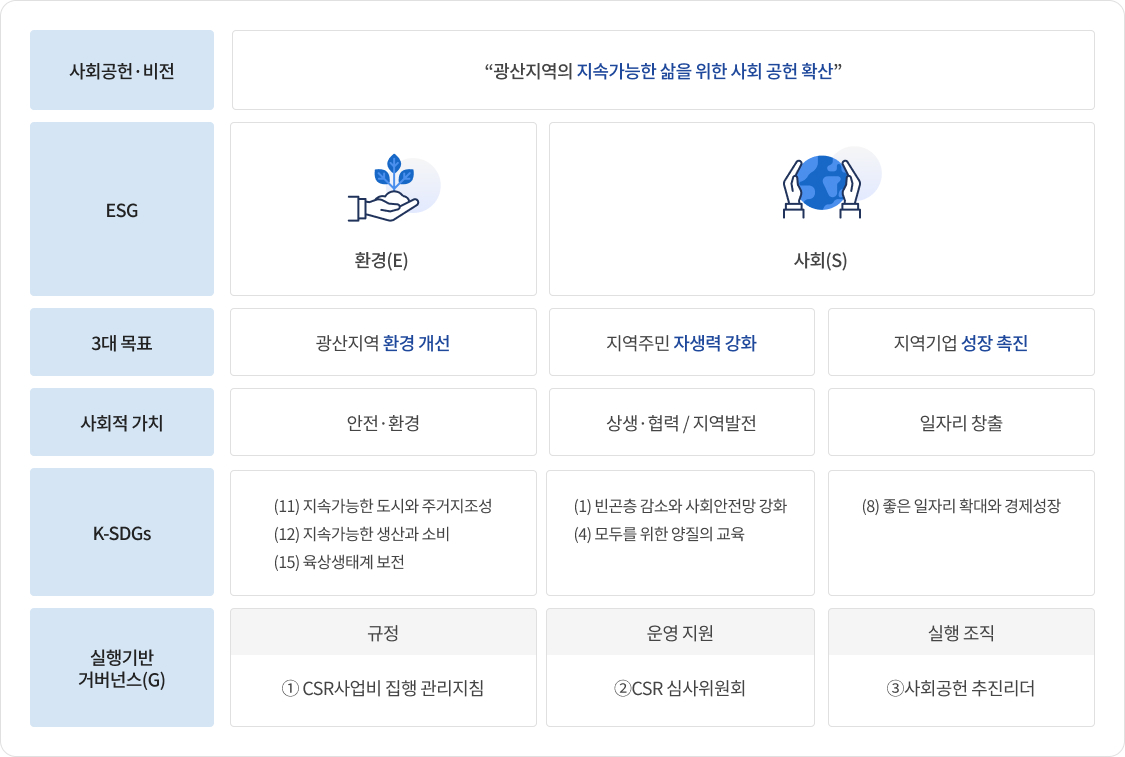 사회공헌·비전
“광산지역의 지속가능한 삶을 위한 사회 공헌 확산”
ESG
환경(E)
사회(S)
3대 목표
광산지역 환경 개선
지역주민 자생력 강화
지역기업 성장 촉진
사회적 가치
안전·환경
상생·협력 / 지역발전
일자리 창출
K-SDGs
(11) 지속가능한 도시와 주거지조성
(12) 지속가능한 생산과 소비
(15) 육상생태계 보전
(1) 빈곤층 감소와 사회안전망 강화
(4) 모두를 위한 양질의 교육
(8) 좋은 일자리 확대와 경제성장
실행기반
거버넌스(G)
규정
① CSR사업비 집행 관리지침
운영 지원
②CSR 심사위원회
실행 조직
③사회공헌 추진리더